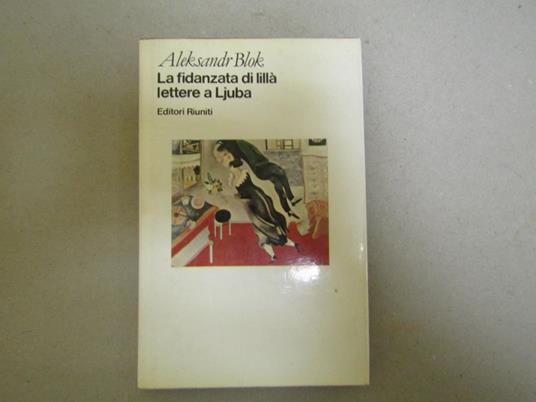 Aleksandr Blok
La fidanzata di lillà
lettere a Ljuba
Editori Riuniti